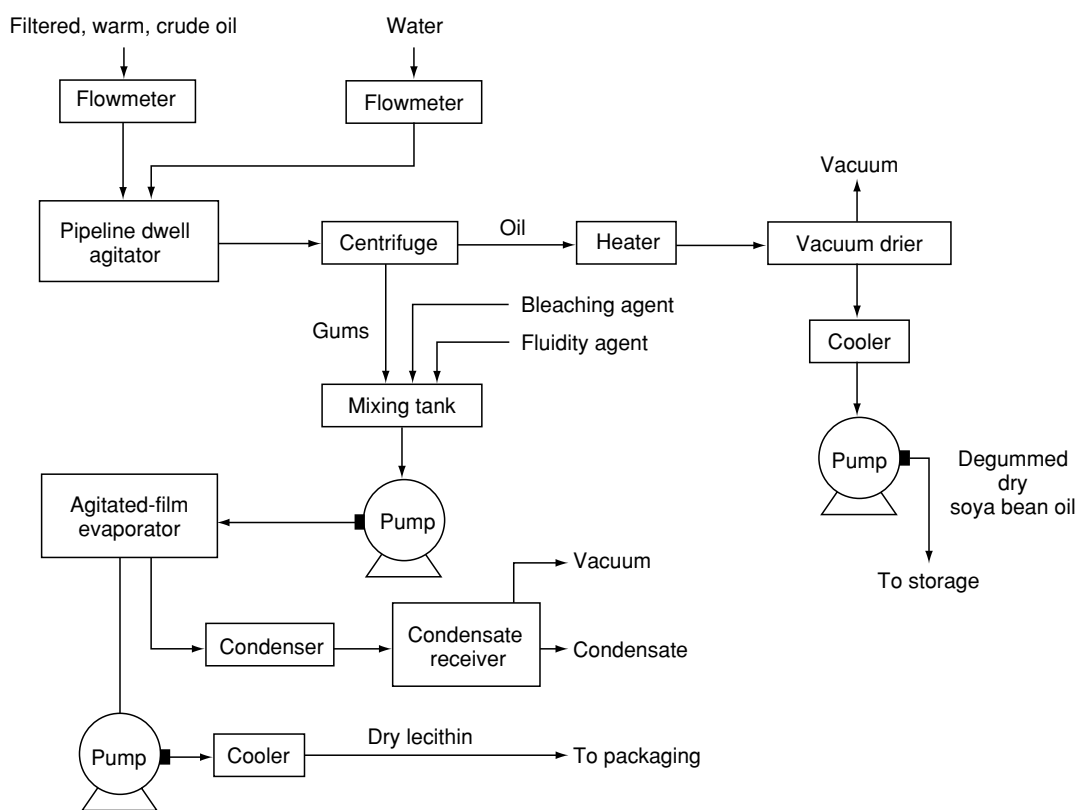 Filtered, warm, crude oil
Water
Flowmeter
Flowmeter
Vacuum
Pipeline dwell
agitator
Centrifuge
Oil
Heater
Vacuum drier
Bleaching agent
Gums
Fluidity agent
Cooler
Mixing tank
Pump
Degummed
dry
soya bean oil
Agitated-film
evaporator
Pump
Vacuum
To storage
Condenser
Condensate
receiver
Condensate
Pump
Cooler
Dry lecithin
To packaging